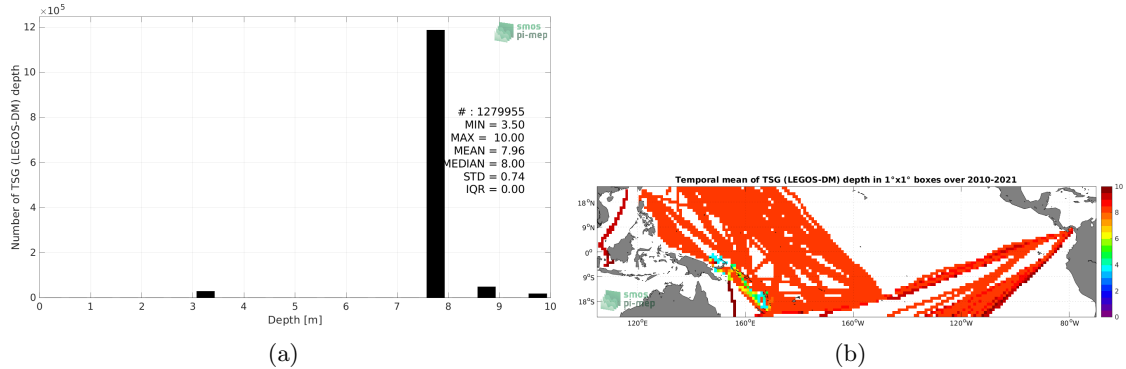 ×10⁵
12
10
8
6
4
2
0
Number of TSG (LEGOS-DM) depth
smos
pi-mep
# : 1279955
MIN = 3.50
MAX = 10.00
MEAN = 7.96
MEDIAN = 8.00
STD = 0.74
IQR = 0.00
0 1 2 3 4 5 6 7 8 9 10
Depth [m]
(a)
Temporal mean of TSG (LEGOS-DM) depth in 1°x1° boxes over 2010-2021
18°N
9°N
0°
9°S
18°S
smos
pi-mep
120°E 160°E 160°W 120°W 80°W
10
8
6
4
2
0
(b)